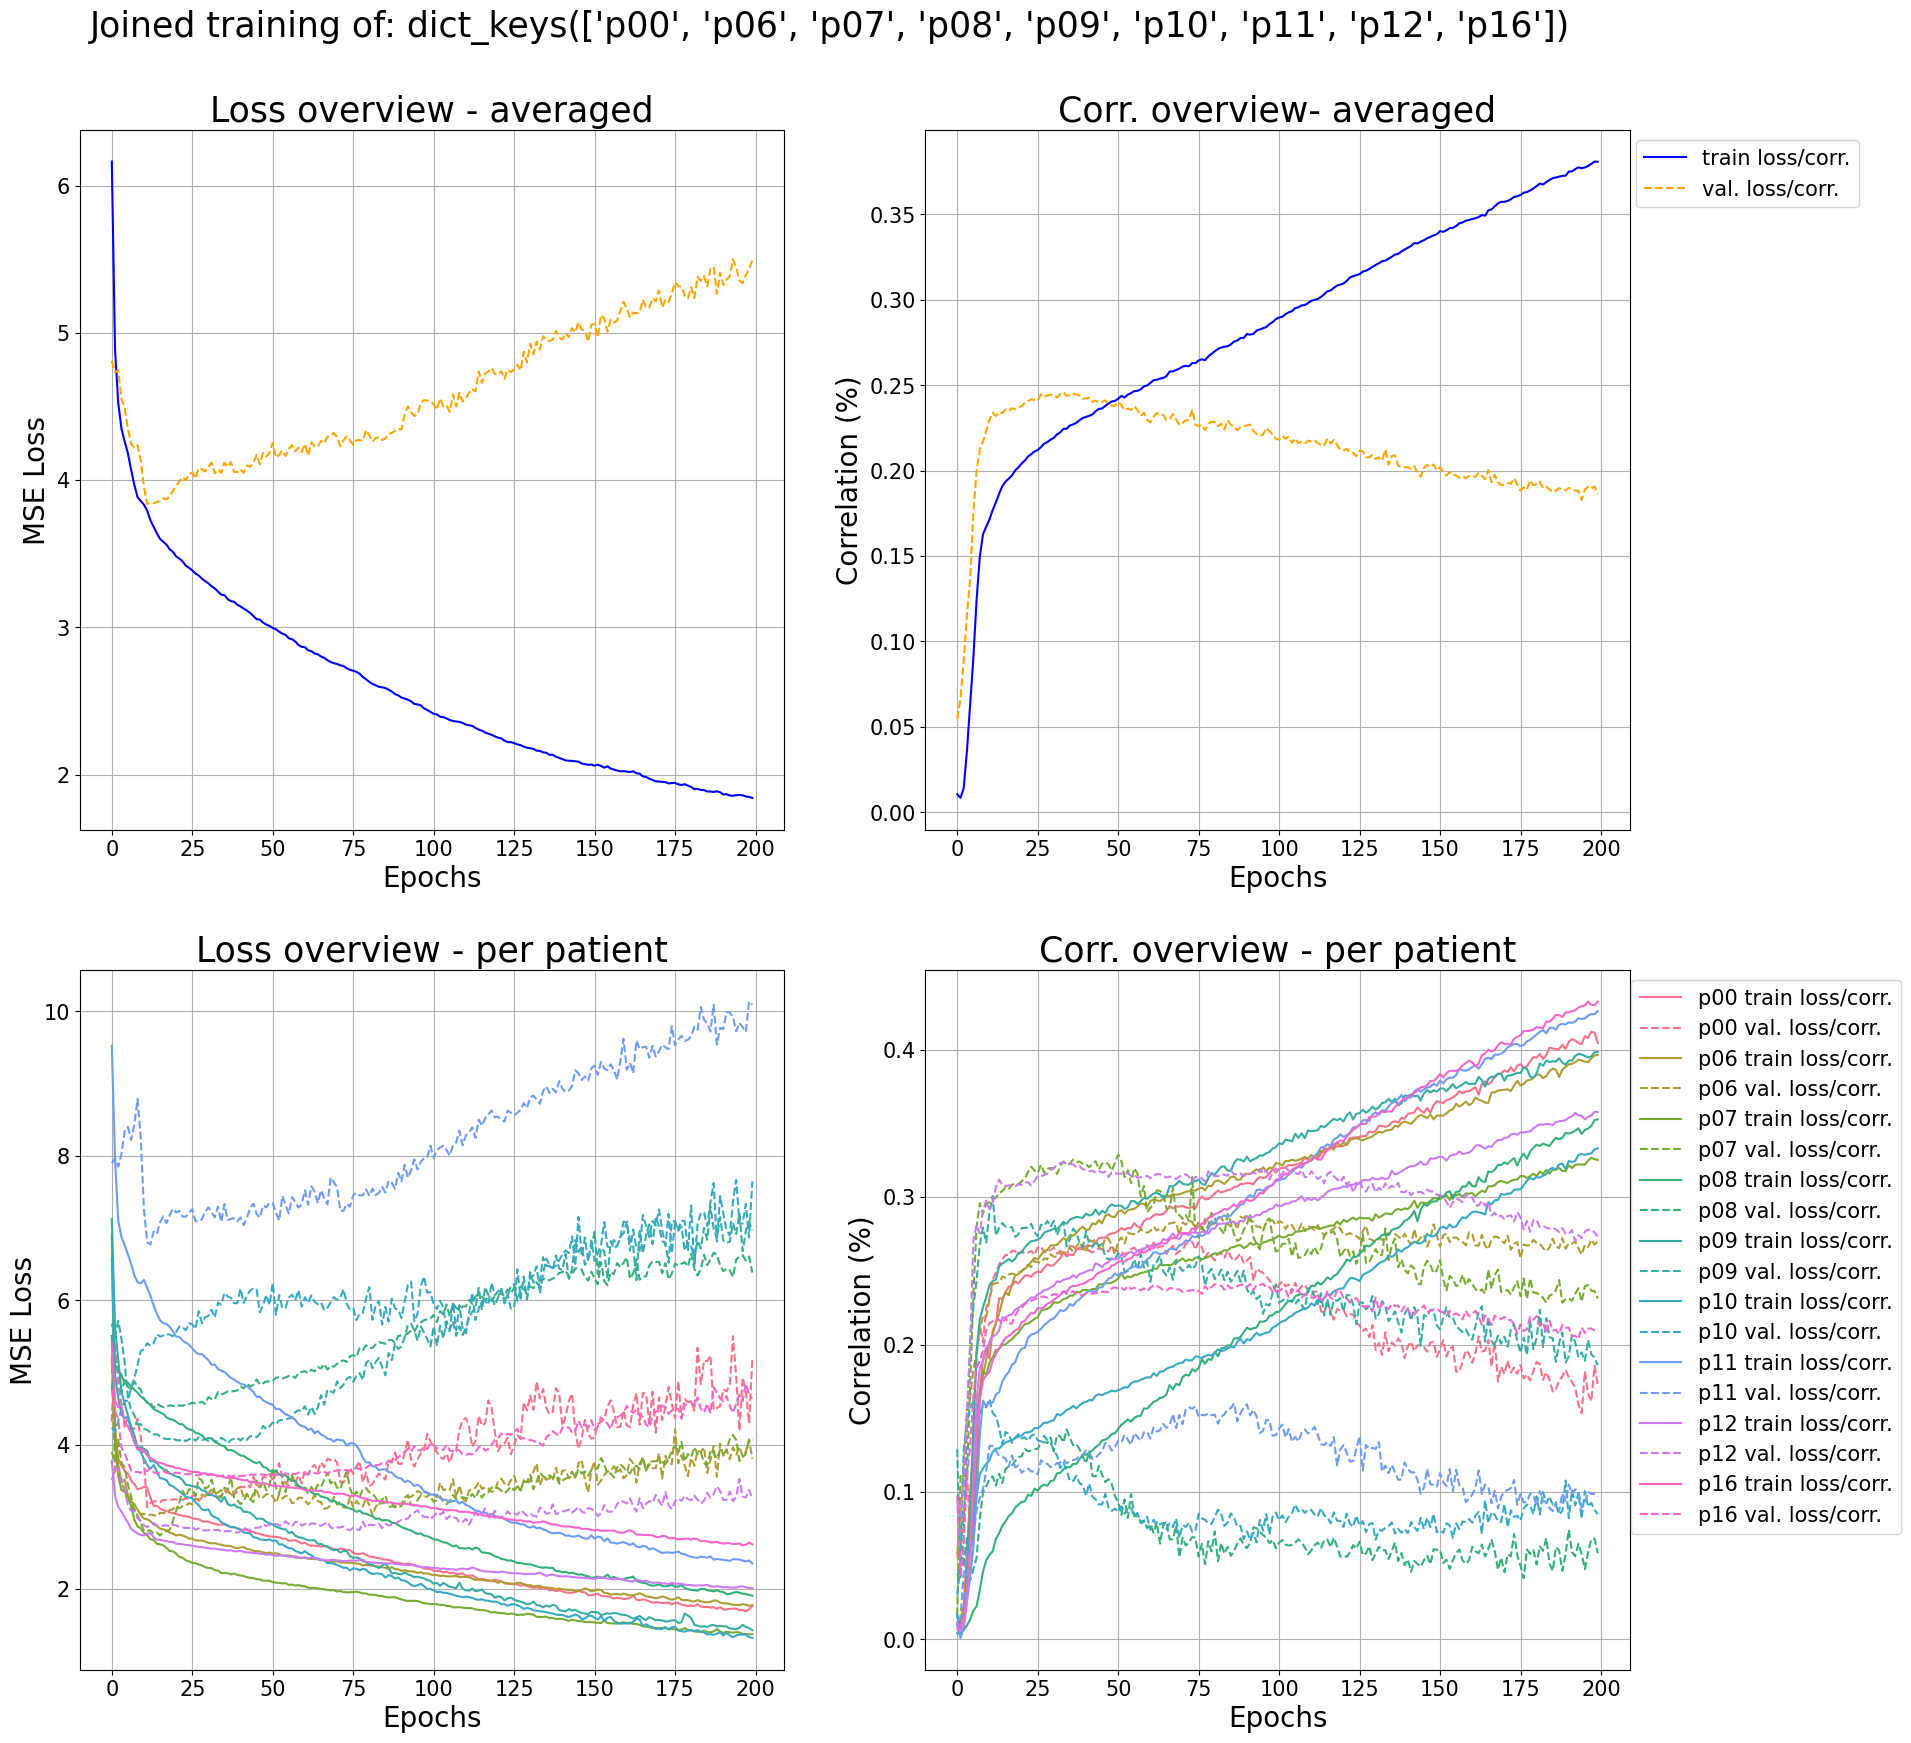 Joined training of: dict_keys(['p00', 'p06', 'p07', 'p08', 'p09', 'p10', 'p11', 'p12', 'p16'])
Loss overview - averaged
MSE Loss
6
5
4
3
2
0 25 50 75 100 125 150 175 200
Epochs
Corr. overview- averaged
Correlation (%)
0.35
0.30
0.25
0.20
0.15
0.10
0.05
0.00
0 25 50 75 100 125 150 175 200
Epochs
train loss/corr.
val. loss/corr.
Loss overview - per patient
MSE Loss
10
8
6
4
2
0 25 50 75 100 125 150 175 200
Epochs
Corr. overview - per patient
Correlation (%)
0.4
0.3
0.2
0.1
0.0
0 25 50 75 100 125 150 175 200
Epochs
p00 train loss/corr.
p00 val. loss/corr.
p06 train loss/corr.
p06 val. loss/corr.
p07 train loss/corr.
p07 val. loss/corr.
p08 train loss/corr.
p08 val. loss/corr.
p09 train loss/corr.
p09 val. loss/corr.
p10 train loss/corr.
p10 val. loss/corr.
p11 train loss/corr.
p11 val. loss/corr.
p12 train loss/corr.
p12 val. loss/corr.
p16 train loss/corr.
p16 val. loss/corr.